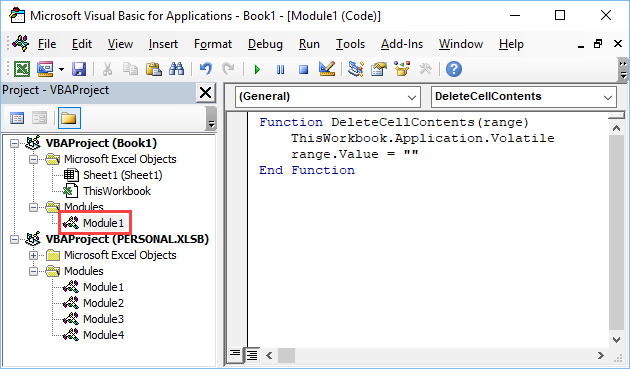 Microsoft Visual Basic for Applications - Book1 - [Module1 (Code)]
File Edit View Insert Format Debug Run Tools Add-Ins Window Help
Project - VBAProject
VBAProject (Book1)
Microsoft Excel Objects
Sheet1 (Sheet1)
ThisWorkbook
Modules
Module1
VBAProject (PERSONAL.XLSB)
Microsoft Excel Objects
Modules
Module1
Module2
Module3
Module4
(General) DeleteCellContents
Function DeleteCellContents(range)
ThisWorkbook.Application.Volatile
range.Value = ""
End Function